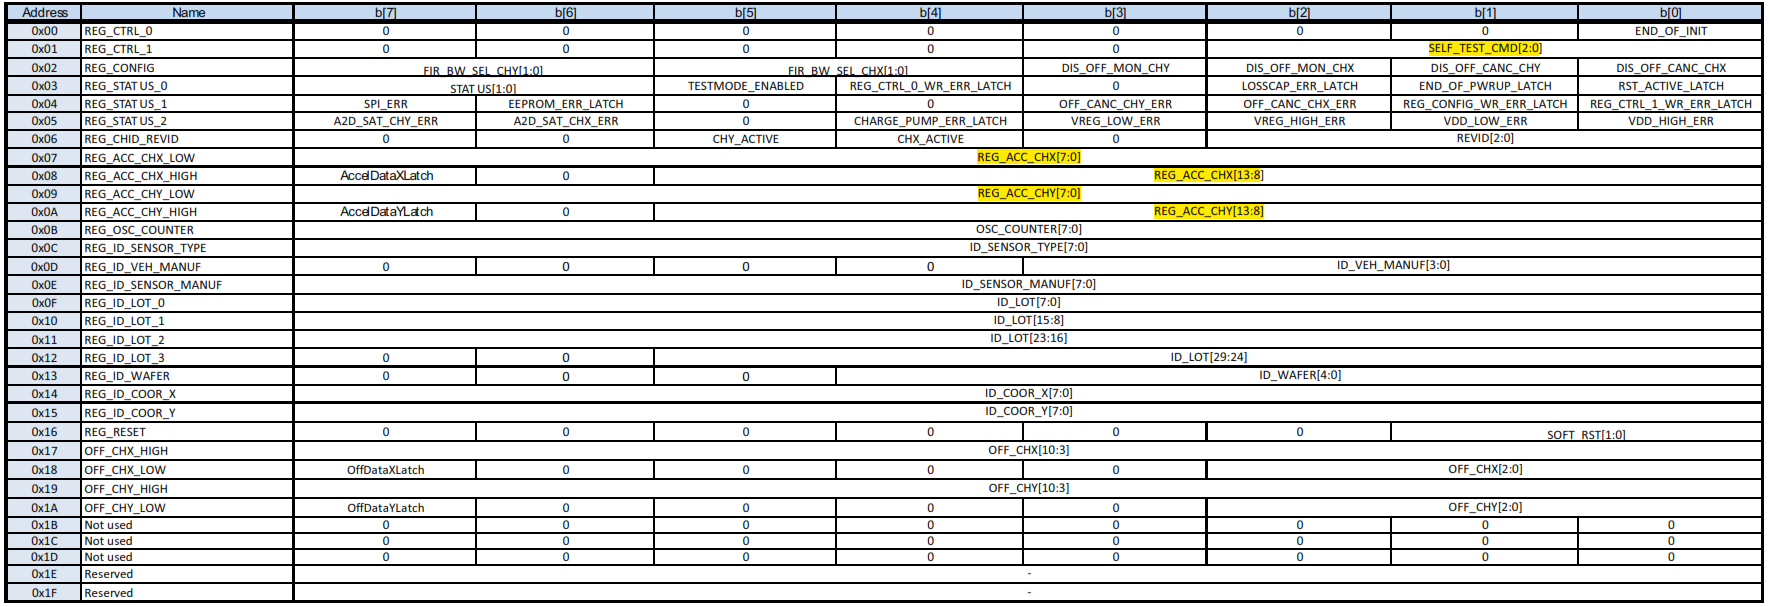 Address Name b[7] b[6] b[5] b[4] b[3] b[2] b[1] b[0]
0x00 REG_CTRL_0 0 0 0 0 0 0 0 END_OF_INIT
0x01 REG_CTRL_1 0 0 0 0 0 SELF_TEST_CMD[2:0]
0x02 REG_CONFIG FIR_BW_SEL_CHY[1:0] FIR_BW_SEL_CHX[1:0] DIS_OFF_MON_CHY DIS_OFF_MON_CHX DIS_OFF_CANC_CHY DIS_OFF_CANC_CHX
0x03 REG_STATUS_0 STATUS[1:0] TESTMODE_ENABLED REG_CTRL_0_WR_ERR_LATCH 0 LOSSCAP_ERR_LATCH END_OF_PWRUP_LATCH RST_ACTIVE_LATCH
0x04 REG_STATUS_1 SPI_ERR EEPROM_ERR_LATCH 0 0 OFF_CANC_CHY_ERR OFF_CANC_CHX_ERR REG_CONFIG_WR_ERR_LATCH REG_CTRL_1_WR_ERR_LATCH
0x05 REG_STATUS_2 A2D_SAT_CHY_ERR A2D_SAT_CHX_ERR 0 CHARGE_PUMP_ERR_LATCH VREG_LOW_ERR VREG_HIGH_ERR VDD_LOW_ERR VDD_HIGH_ERR
0x06 REG_CHID_REVID 0 0 CHY_ACTIVE CHX_ACTIVE 0 REVID[2:0]
0x07 REG_ACC_CHX_LOW REG_ACC_CHX[7:0]
0x08 REG_ACC_CHX_HIGH AccelDataXLatch 0 REG_ACC_CHX[13:8]
0x09 REG_ACC_CHY_LOW REG_ACC_CHY[7:0]
0x0A REG_ACC_CHY_HIGH AccelDataYLatch 0 REG_ACC_CHY[13:8]
0x0B REG_OSC_COUNTER OSC_COUNTER[7:0]
0x0C REG_ID_SENSOR_TYPE ID_SENSOR_TYPE[7:0]
0x0D REG_ID_VEH_MANUF 0 0 0 0 ID_VEH_MANUF[3:0]
0x0E REG_ID_SENSOR_MANUF ID_SENSOR_MANUF[7:0]
0x0F REG_ID_LOT_0 ID_LOT[7:0]
0x10 REG_ID_LOT_1 ID_LOT[15:8]
0x11 REG_ID_LOT_2 ID_LOT[23:16]
0x12 REG_ID_LOT_3 0 0 ID_LOT[29:24]
0x13 REG_ID_WAFER 0 0 0 ID_WAFER[4:0]
0x14 REG_ID_COOR_X ID_COOR_X[7:0]
0x15 REG_ID_COOR_Y ID_COOR_Y[7:0]
0x16 REG_RESET 0 0 0 0 0 0 SOFT_RST[1:0]
0x17 OFF_CHX_HIGH OFF_CHX[10:3]
0x18 OFF_CHX_LOW OffDataXLatch 0 0 0 0 OFF_CHX[2:0]
0x19 OFF_CHY_HIGH OFF_CHY[10:3]
0x1A OFF_CHY_LOW OffDataYLatch 0 0 0 0 OFF_CHY[2:0]
0x1B Not used 0 0 0 0 0 0 0 0
0x1C Not used 0 0 0 0 0 0 0 0
0x1D Not used 0 0 0 0 0 0 0 0
0x1E Reserved -
0x1F Reserved -